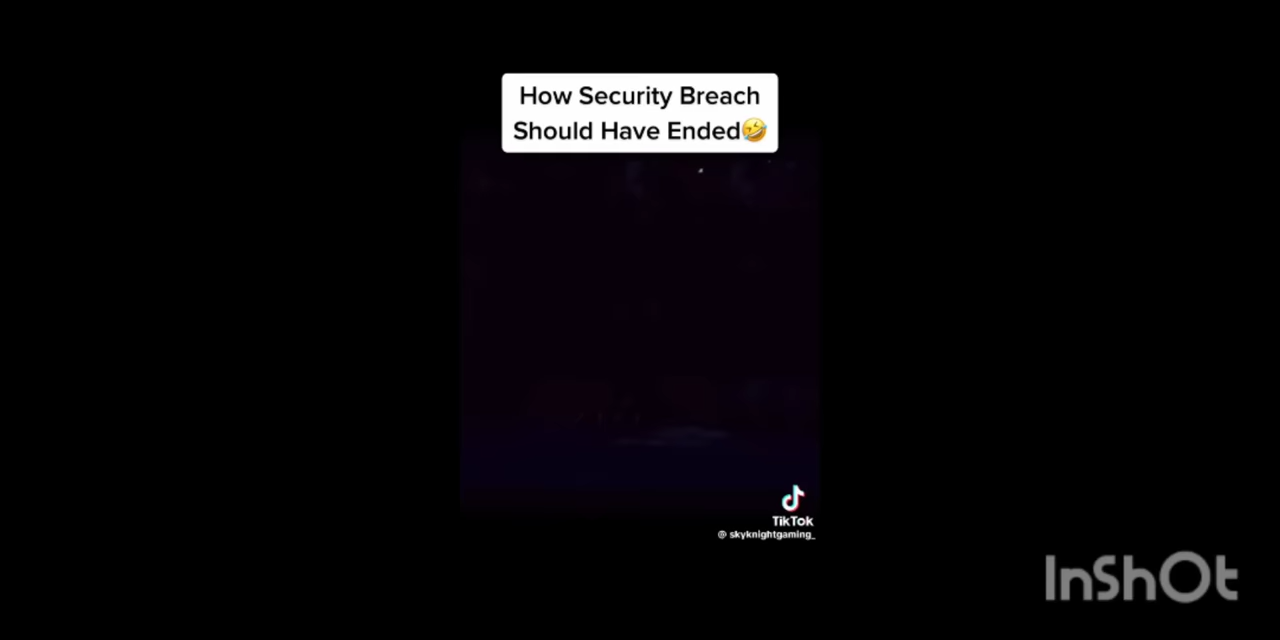 How Security Breach
Should Have Ended🤣
TikTok
@ skyknightgaming_
InShOt